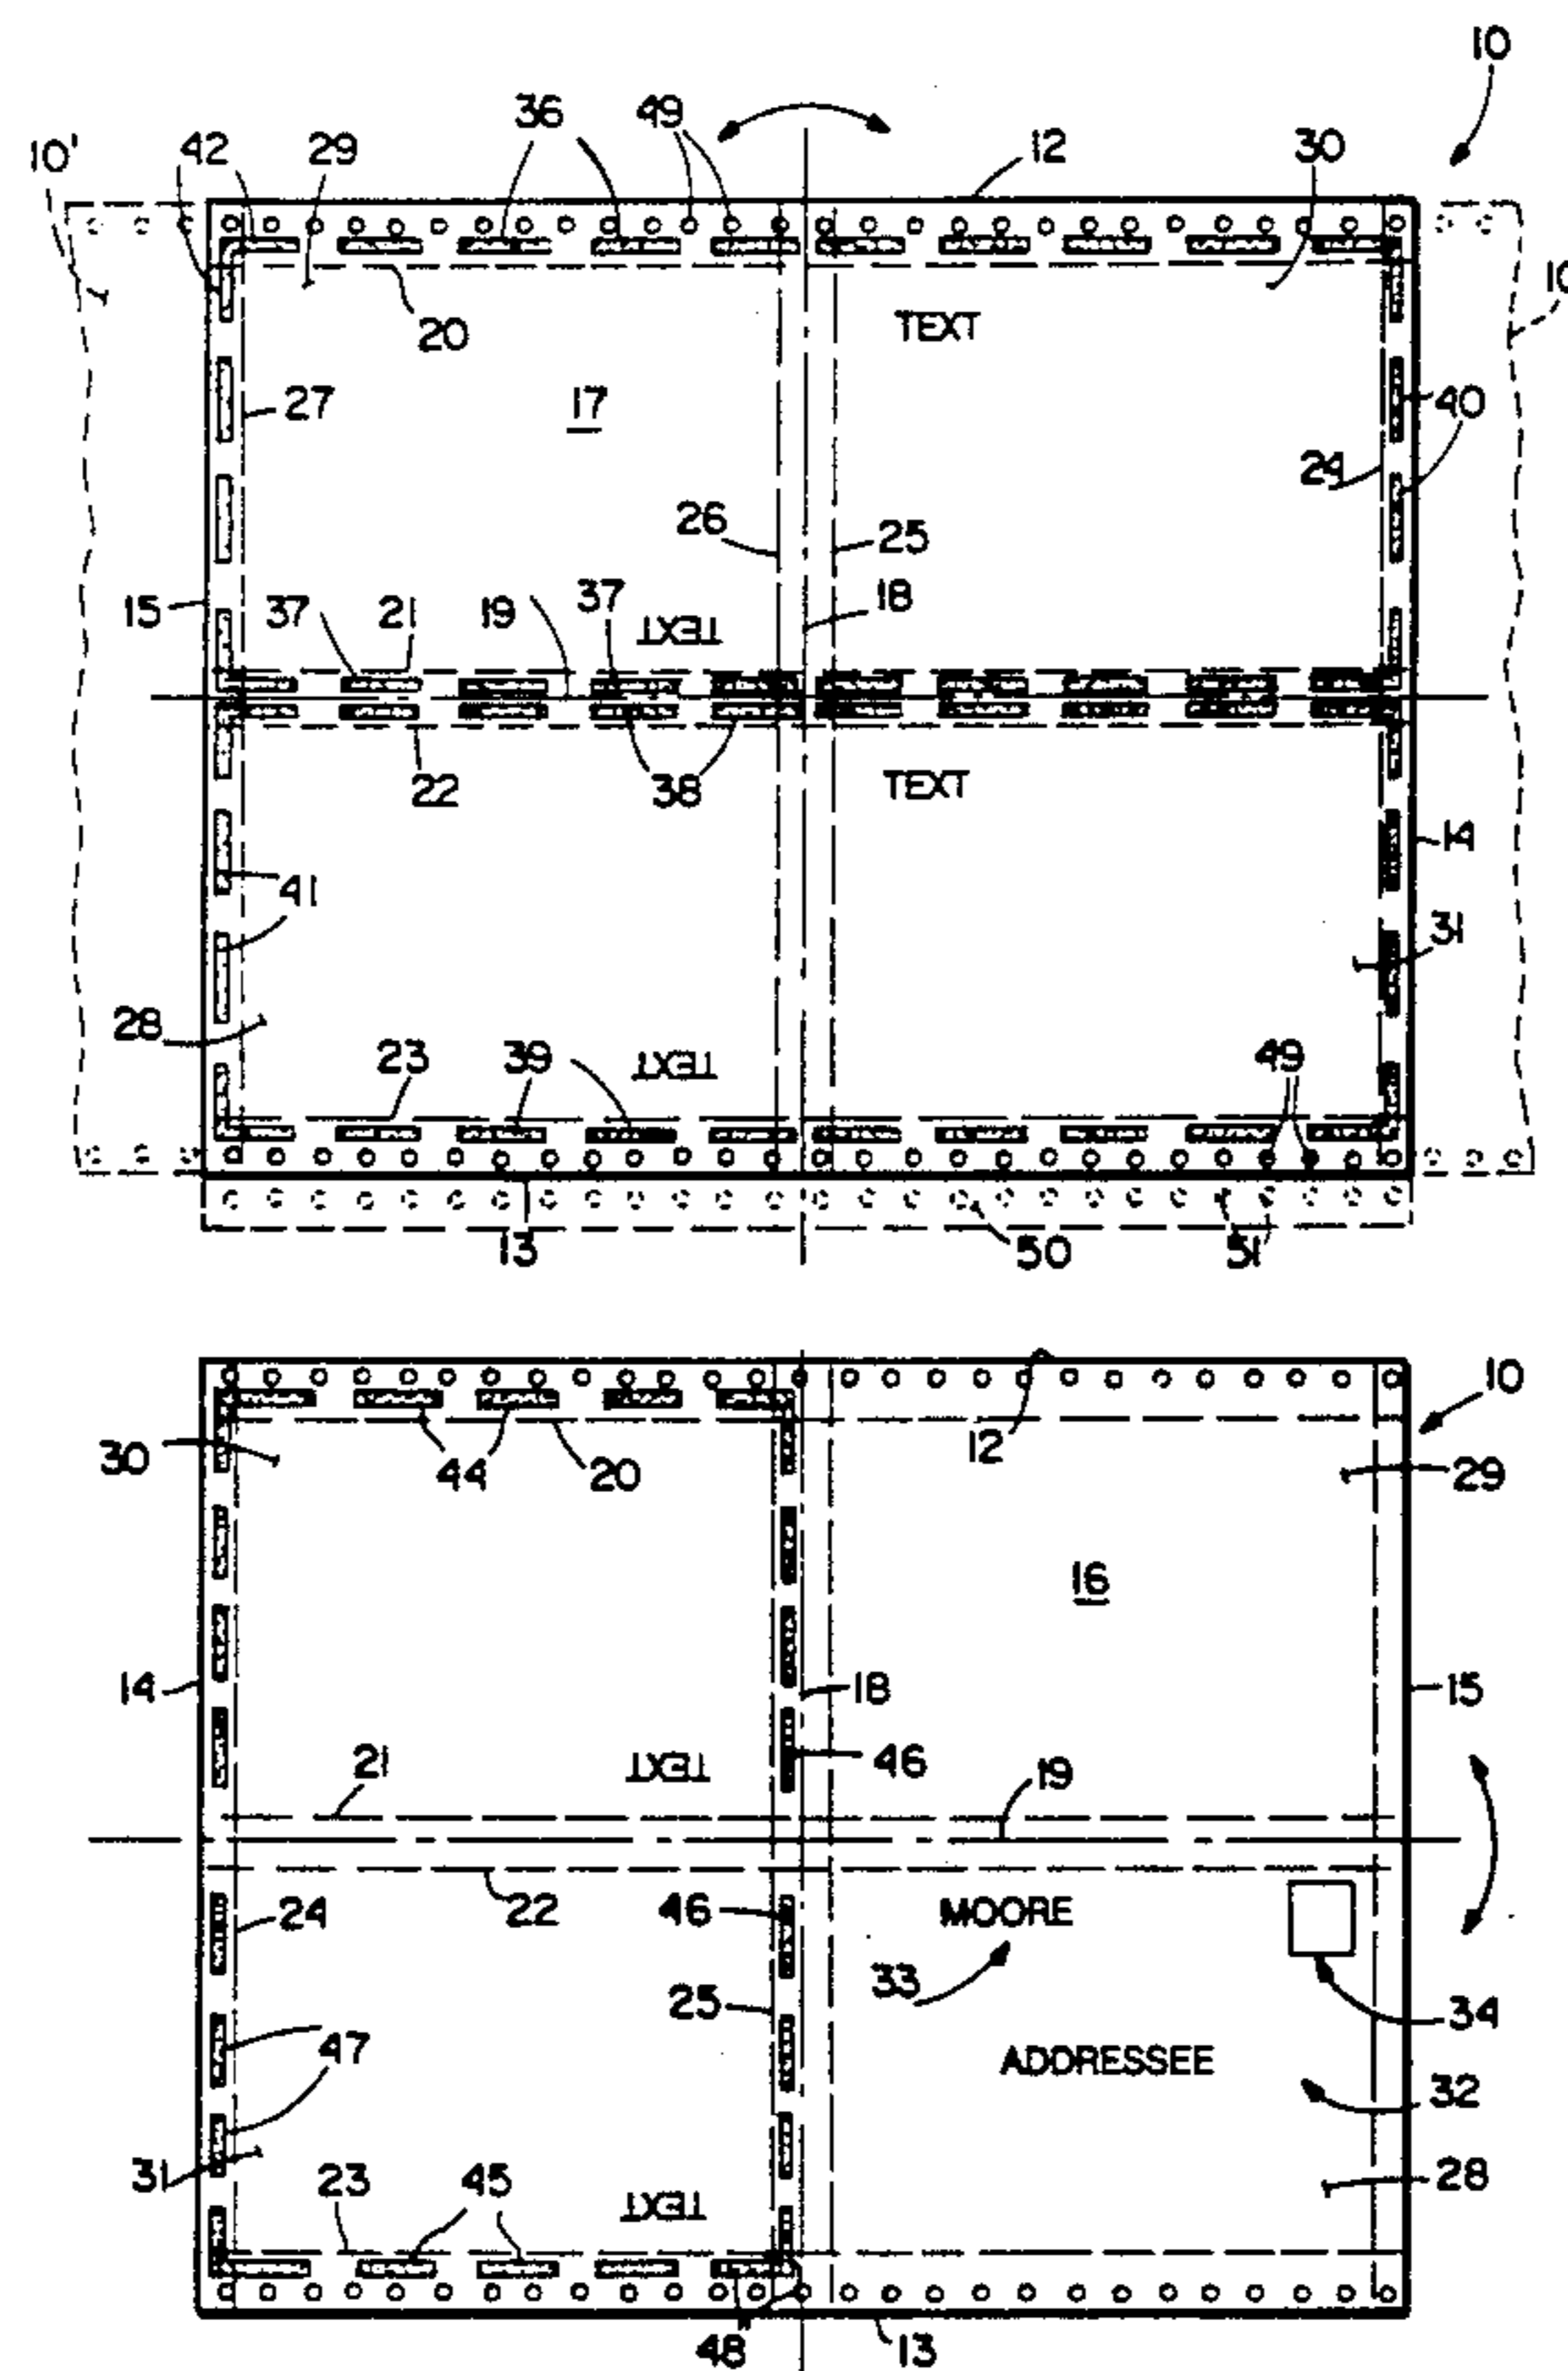 10
36 49
10' 42 29 12 30
10
20 TEXT
27 17 40
24
26 25
15 37 21 19 37 TEXT 18
22 38 TEXT
14
41 31
28 23 39 TEXT 49
13 50 51
12 10
30 44 20 29
16
14 18 15
21 TEXT 46 19
24 22 46 MOORE
33
25 34
47 ADDRESSEE
32
31 23 45 TEXT 28
48 13